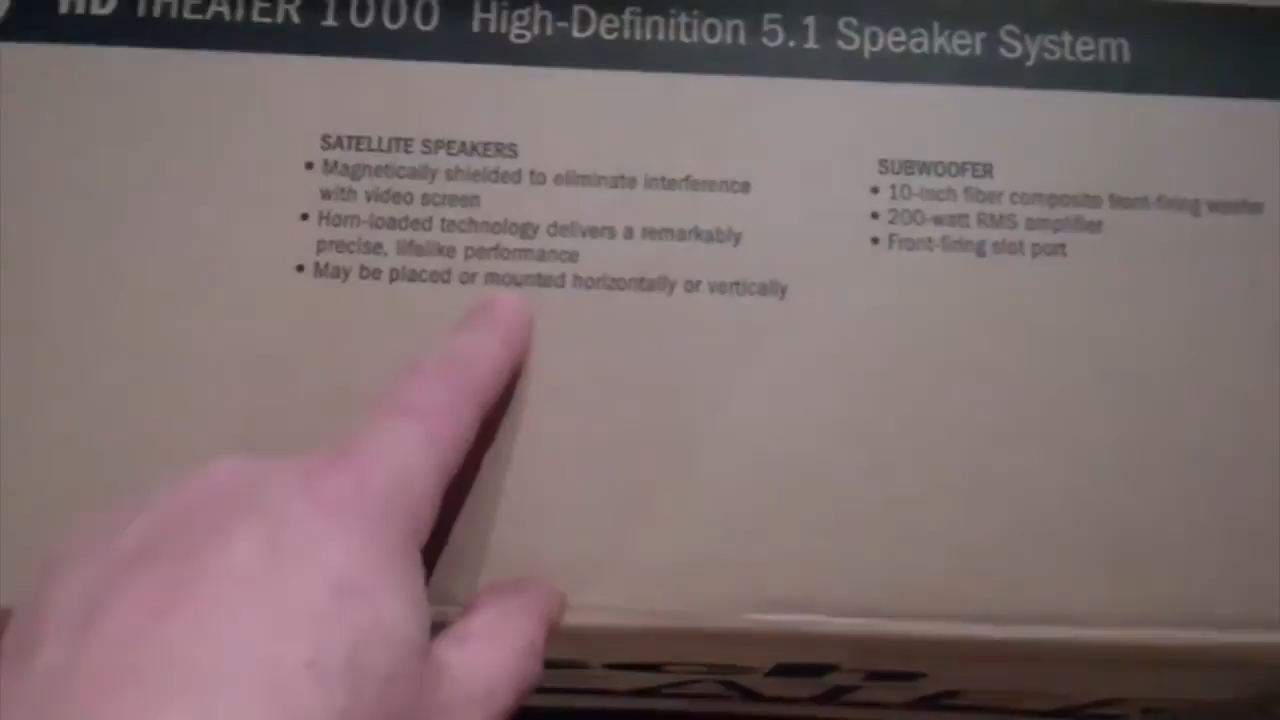 HD THEATER 1000 High-Definition 5.1 Speaker System
SATELLITE SPEAKERS
• Magnetically shielded to eliminate interference
with video screen
• Horn-loaded technology delivers a remarkably
precise, lifelike performance
• May be placed or mounted horizontally or vertically
SUBWOOFER
• 10-inch fiber composite front-firing woofer
• 200-watt RMS amplifier
• Front-firing slot port